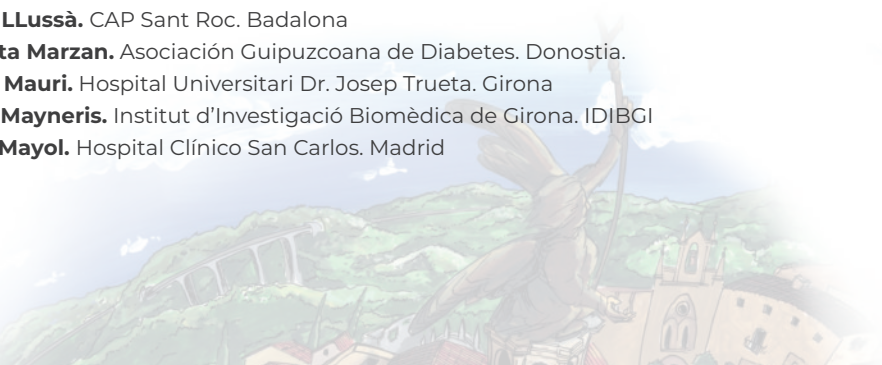 LLussà. CAP Sant Roc. Badalona
ta Marzan. Asociación Guipuzcoana de Diabetes. Donostia.
Mauri. Hospital Universitari Dr. Josep Trueta. Girona
Mayneris. Institut d’Investigació Biomèdica de Girona. IDIBGI
Mayol. Hospital Clínico San Carlos. Madrid